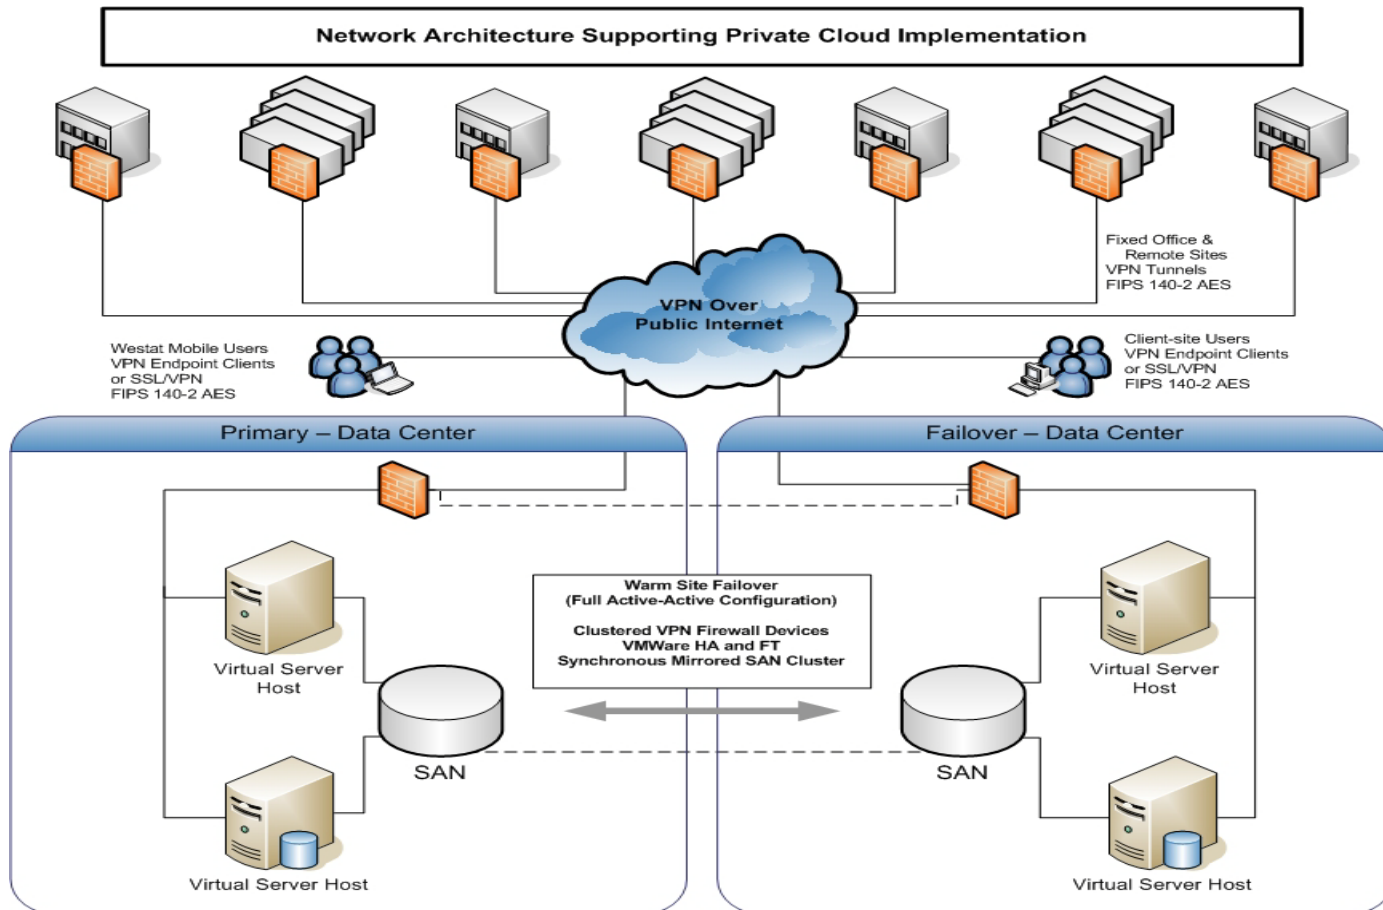 Network Architecture Supporting Private Cloud Implementation
Fixed Office &
Remote Sites
VPN Tunnels
FIPS 140-2 AES
VPN Over
Public Internet
Westat Mobile Users
VPN Endpoint Clients
or SSL/VPN
FIPS 140-2 AES
Client-site Users
VPN Endpoint Clients
or SSL/VPN
FIPS 140-2 AES
Primary – Data Center
Failover – Data Center
Warm Site Failover
(Full Active-Active Configuration)
Clustered VPN Firewall Devices
VMWare HA and FT
Synchronous Mirrored SAN Cluster
Virtual Server
Host
Virtual Server
Host
SAN
SAN
Virtual Server Host
Virtual Server Host